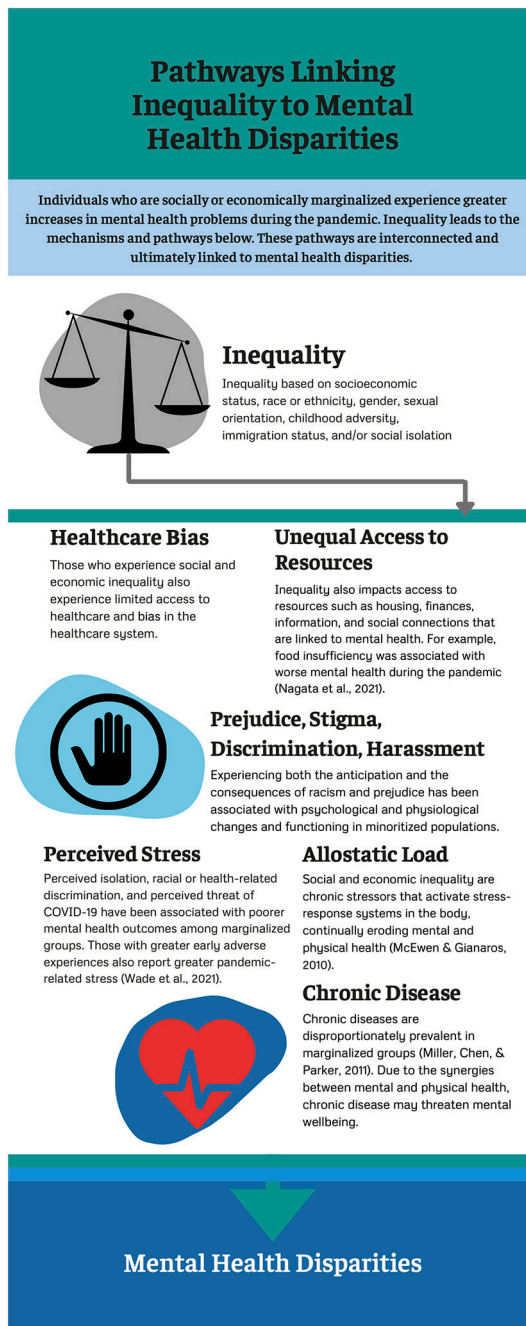 Pathways Linking
Inequality to Mental
Health Disparities
Individuals who are socially or economically marginalized experience greater
increases in mental health problems during the pandemic. Inequality leads to the
mechanisms and pathways below. These pathways are interconnected and
ultimately linked to mental health disparities.
Inequality
Inequality based on socioeconomic
status, race or ethnicity, gender, sexual
orientation, childhood adversity,
immigration status, and/or social isolation
Healthcare Bias
Those who experience social and
economic inequality also
experience limited access to
healthcare and bias in the
healthcare system.
Unequal Access to
Resources
Inequality also impacts access to
resources such as housing, finances,
information, and social connections that
are linked to mental health. For example,
food insufficiency was associated with
worse mental health during the pandemic
(Nagata et al., 2021).
Prejudice, Stigma,
Discrimination, Harassment
Experiencing both the anticipation and the
consequences of racism and prejudice has been
associated with psychological and physiological
changes and functioning in minoritized populations.
Perceived Stress
Perceived isolation, racial or health-related
discrimination, and perceived threat of
COVID-19 have been associated with poorer
mental health outcomes among marginalized
groups. Those with greater early adverse
experiences also report greater pandemic-
related stress (Wade et al., 2021).
Allostatic Load
Social and economic inequality are
chronic stressors that activate stress-
response systems in the body,
continually eroding mental and
physical health (McEwen & Gianaros,
2010).
Chronic Disease
Chronic diseases are
disproportionately prevalent in
marginalized groups (Miller, Chen, &
Parker, 2011). Due to the synergies
between mental and physical health,
chronic disease may threaten mental
wellbeing.
Mental Health Disparities